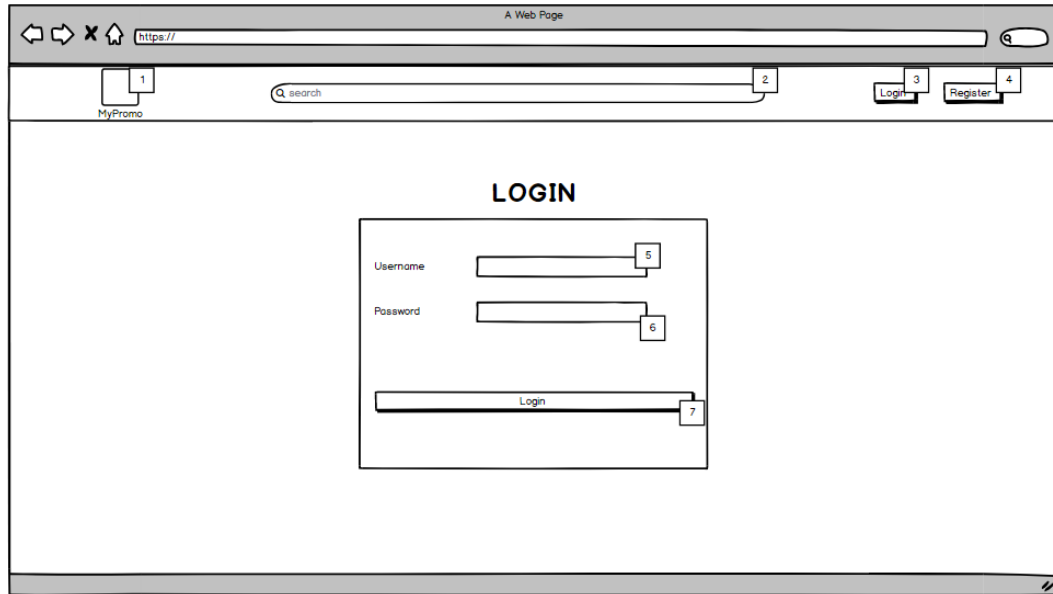 A Web Page
https://
1
2
3
4
search
Login
Register
MyPromo
LOGIN
5
Username
Password
6
Login
7